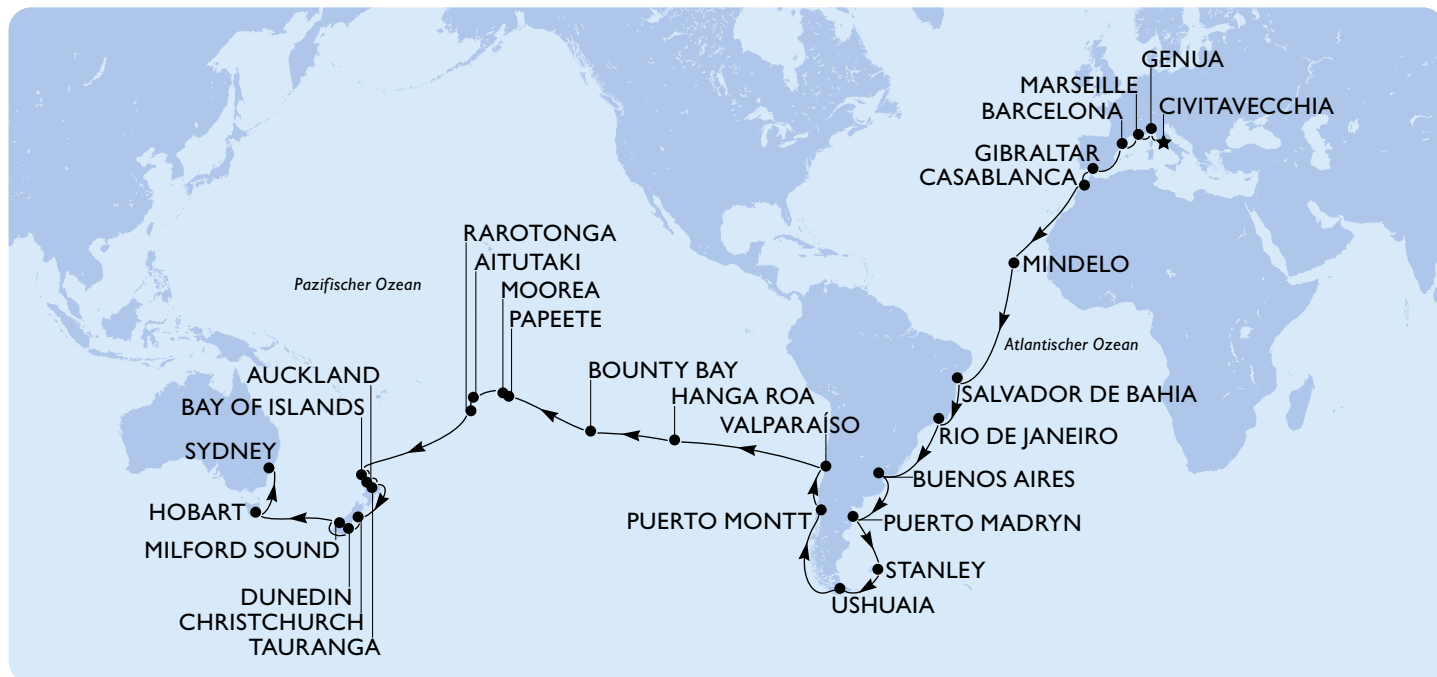 GENUA
MARSEILLE
CIVITAVECCHIA
BARCELONA
GIBRALTAR
CASABLANCA
RAROTONGA
AITUTAKI
MINDELO
Pazifischer Ozean
MOOREA
PAPEETE
Atlantischer Ozean
BOUNTY BAY
AUCKLAND
HANGA ROA
SALVADOR DE BAHIA
BAY OF ISLANDS
VALPARAÍSO
RIO DE JANEIRO
SYDNEY
BUENOS AIRES
HOBART
PUERTO MONTT
PUERTO MADRYN
MILFORD SOUND
STANLEY
DUNEDIN
USHUAIA
CHRISTCHURCH
TAURANGA